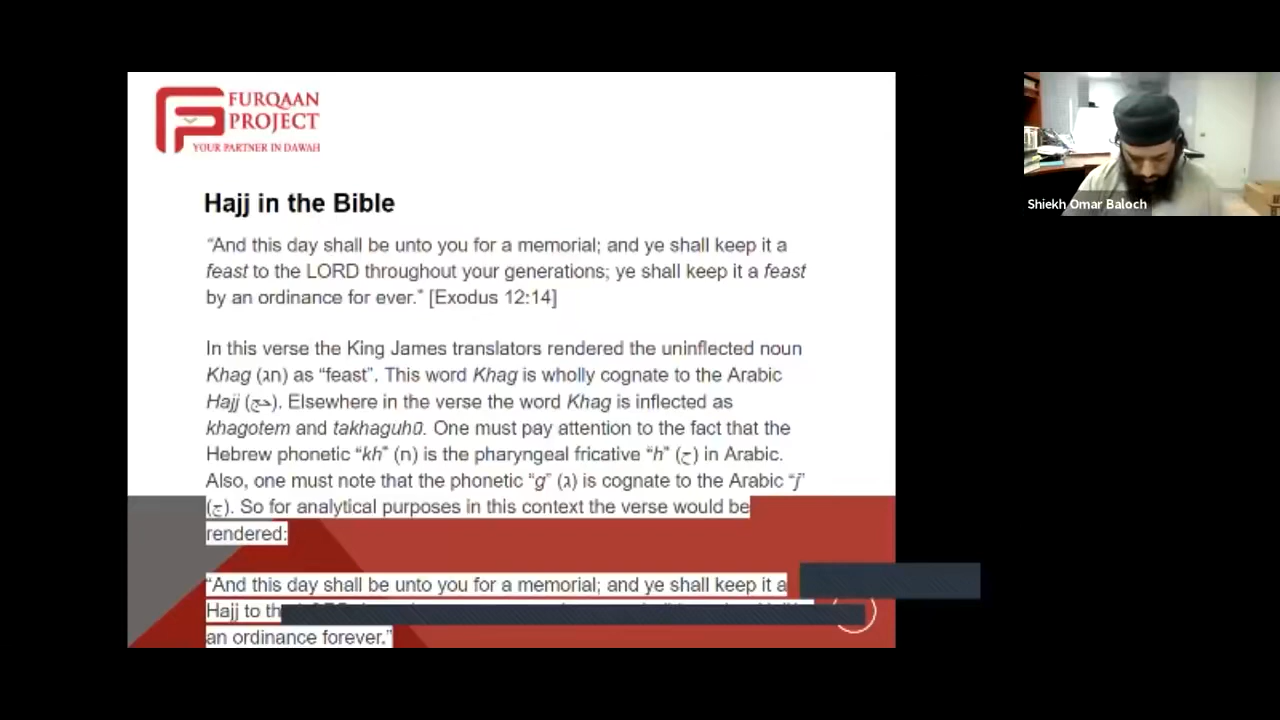 FURQAAN
PROJECT
YOUR PARTNER IN DAWAH
Hajj in the Bible
“And this day shall be unto you for a memorial; and ye shall keep it a
feast to the LORD throughout your generations; ye shall keep it a feast
by an ordinance for ever.” [Exodus 12:14]
In this verse the King James translators rendered the uninflected noun
Khag (חג) as “feast”. This word Khag is wholly cognate to the Arabic
Hajj (حج). Elsewhere in the verse the word Khag is inflected as
khagotem and takhaguhū. One must pay attention to the fact that the
Hebrew phonetic “kh” (ח) is the pharyngeal fricative “h” (ح) in Arabic.
Also, one must note that the phonetic “g” (ג) is cognate to the Arabic “j”
(ج). So for analytical purposes in this context the verse would be
rendered:
“And this day shall be unto you for a memorial; and ye shall keep it a
Hajj to
an ordinance forever.”
Shiekh Omar Baloch